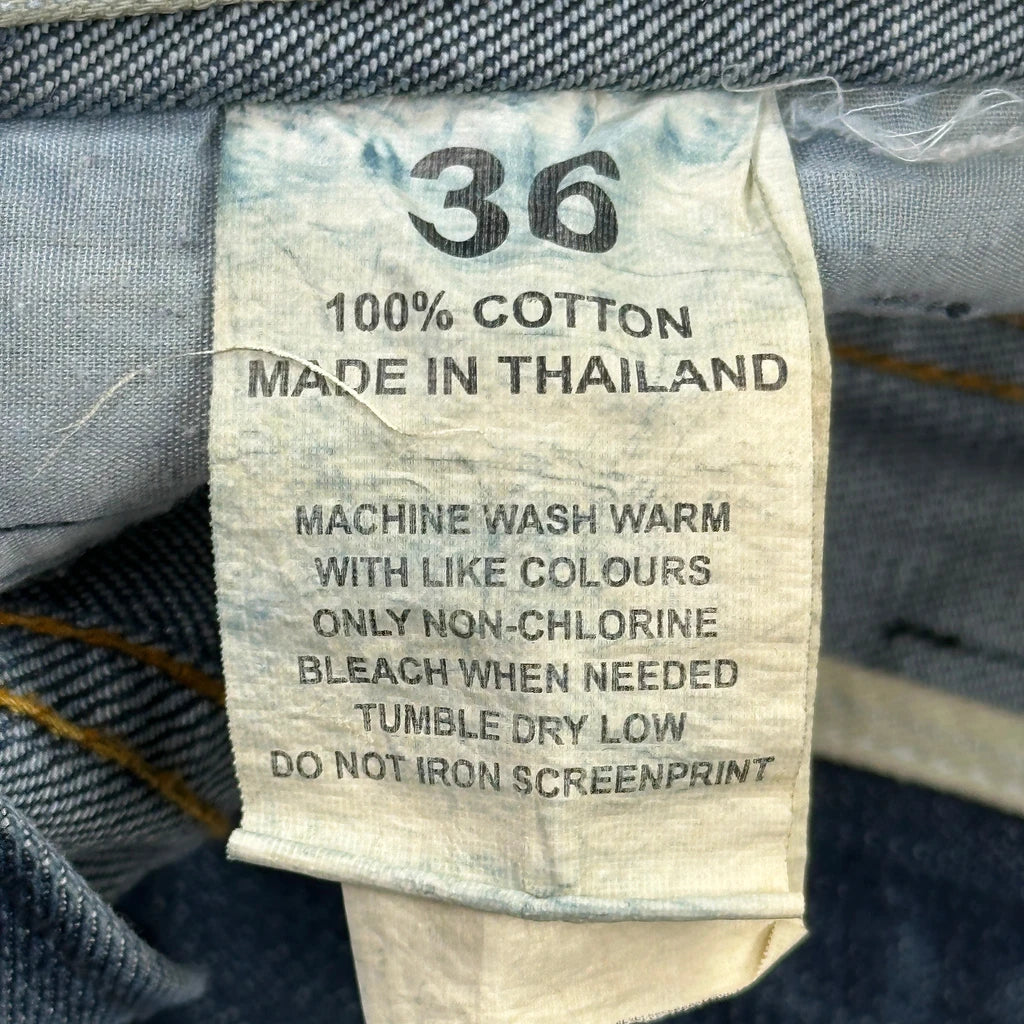 36
100% COTTON
MADE IN THAILAND
MACHINE WASH WARM
WITH LIKE COLOURS
ONLY NON-CHLORINE
BLEACH WHEN NEEDED
TUMBLE DRY LOW
DO NOT IRON SCREENPRINT